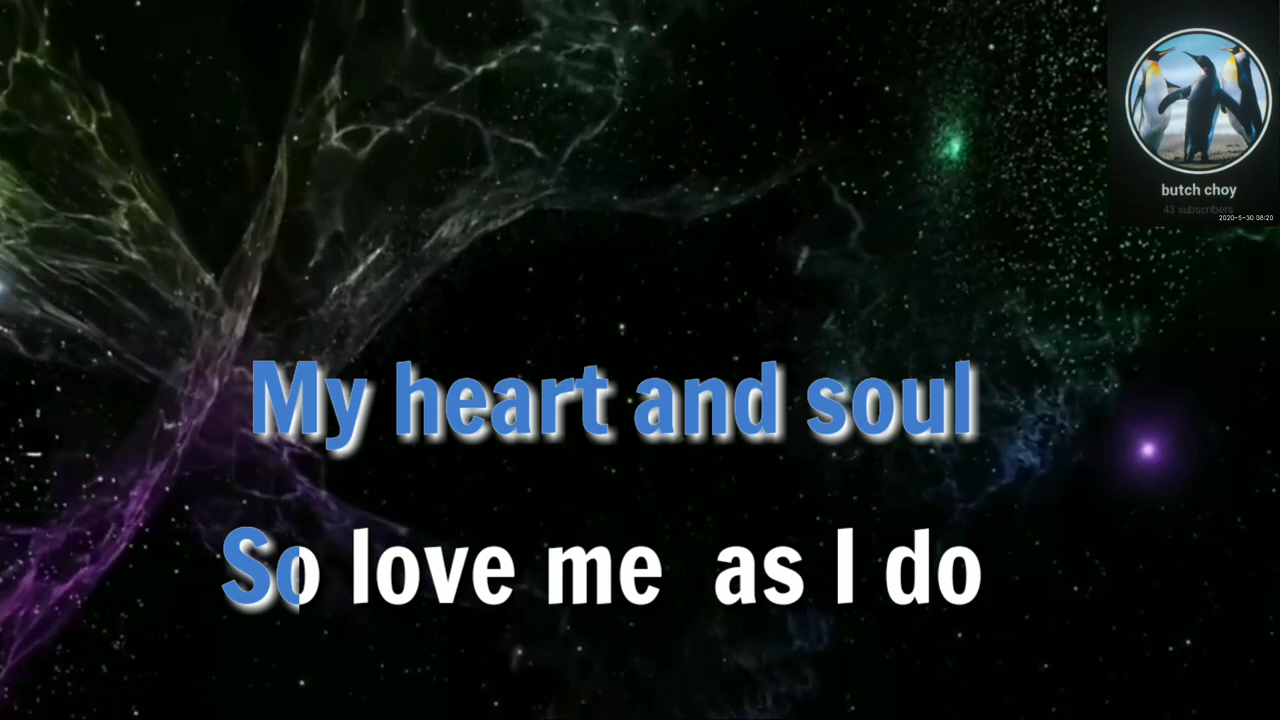 butch choy
43 subscribers
2020-5-30 08:20
My heart and soul
So love me as I do